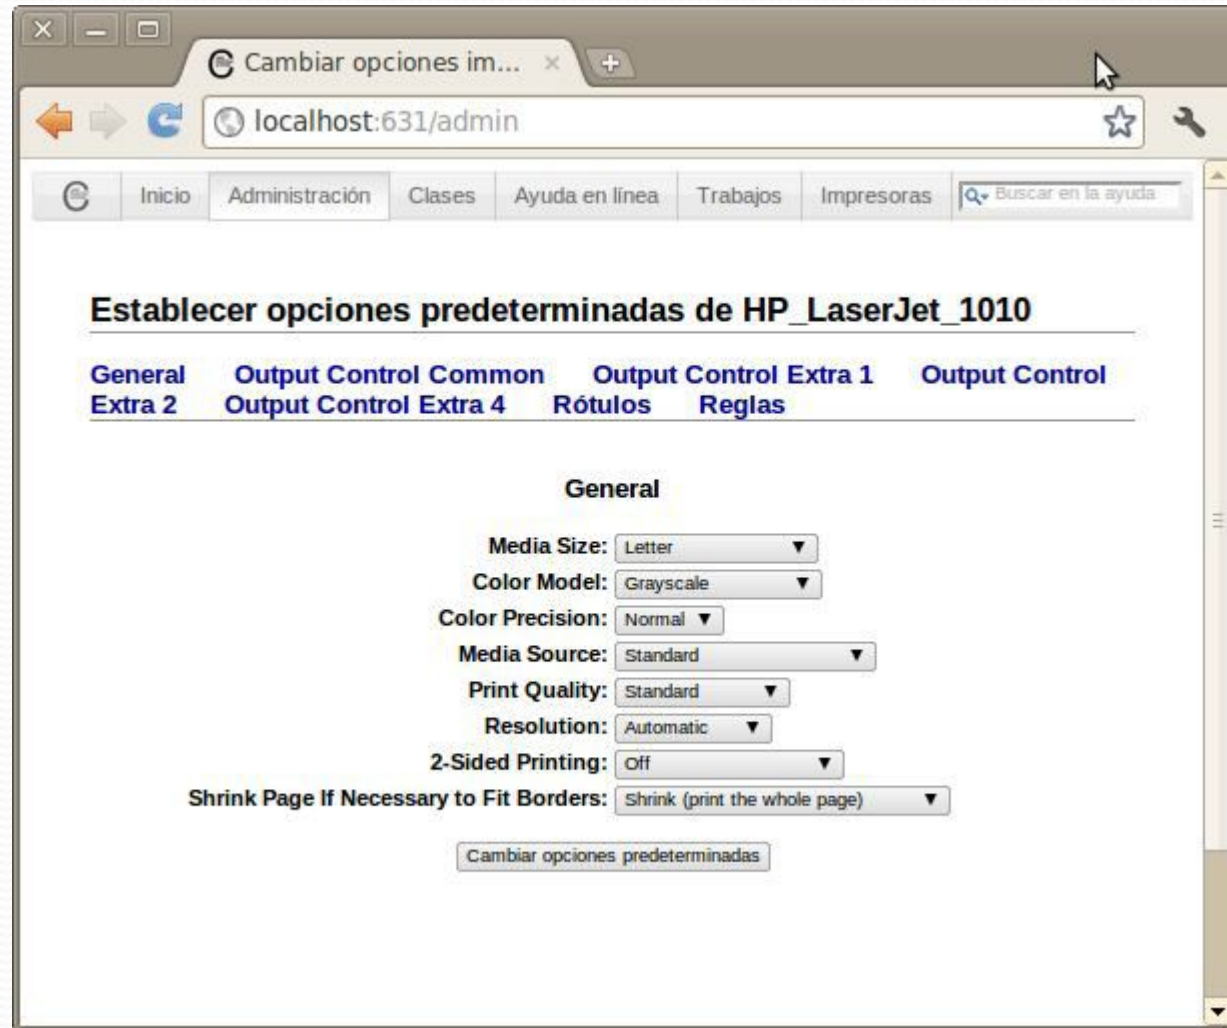 Cambiar opciones im...
localhost:631/admin
Inicio Administración Clases Ayuda en línea Trabajos Impresoras Buscar en la ayuda
Establecer opciones predeterminadas de HP_LaserJet_1010
General Output Control Common Output Control Extra 1 Output Control
Extra 2 Output Control Extra 4 Rótulos Reglas
General
Media Size: Letter
Color Model: Grayscale
Color Precision: Normal
Media Source: Standard
Print Quality: Standard
Resolution: Automatic
2-Sided Printing: Off
Shrink Page If Necessary to Fit Borders: Shrink (print the whole page)
Cambiar opciones predeterminadas